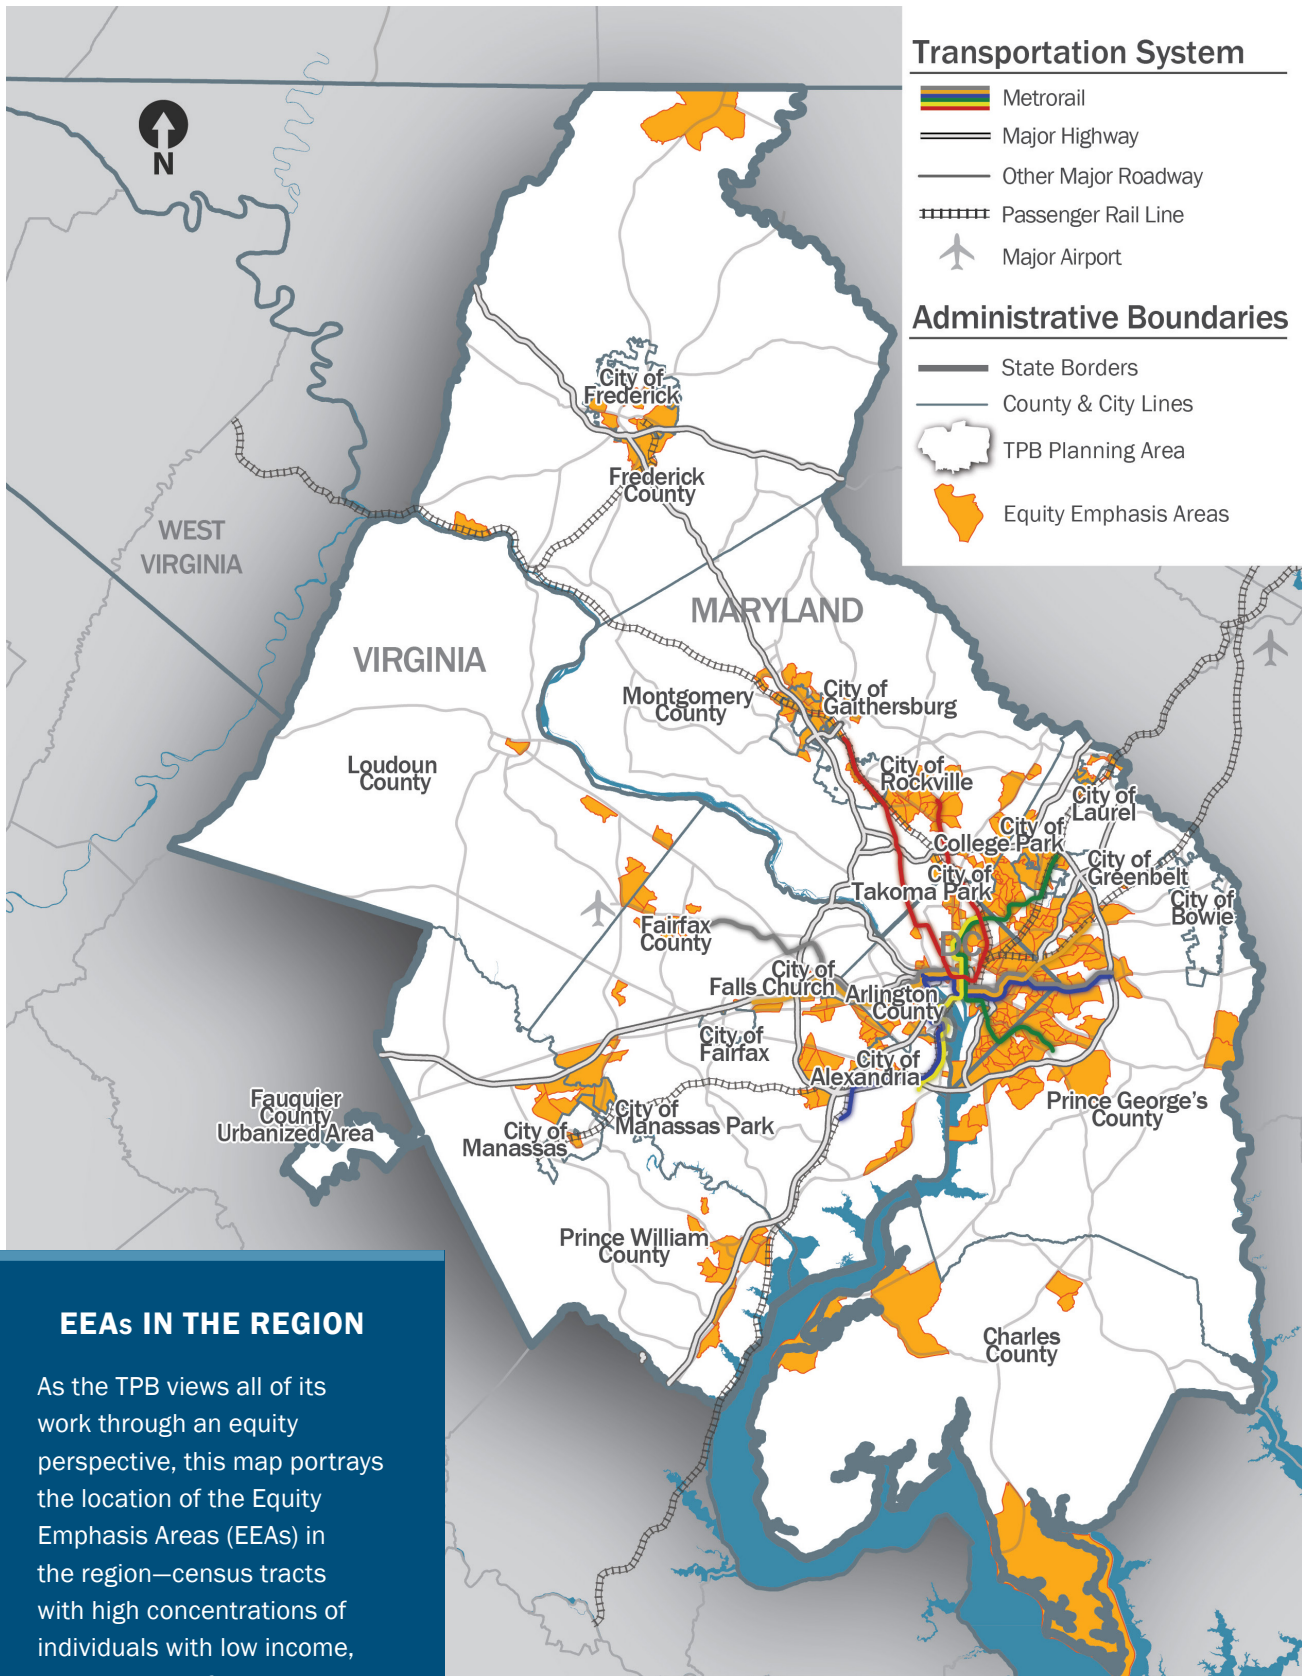 Transportation System
Metrorail
Major Highway
Other Major Roadway
Passenger Rail Line
Major Airport
Administrative Boundaries
State Borders
County & City Lines
TPB Planning Area
Equity Emphasis Areas
N
City of
Frederick
Frederick
County
WEST
VIRGINIA
MARYLAND
VIRGINIA
Montgomery
County
City of
Gaithersburg
Loudoun
County
City of
Rockville
City of
Laurel
City of
College Park
City of
Greenbelt
City of
Takoma Park
City of
Bowie
Fairfax
County
DC
City of
Falls Church
Arlington
County
City of
Fairfax
City of
Alexandria
Fauquier
County
Urbanized Area
Prince George's
County
City of
Manassas Park
City of
Manassas
Prince William
County
Charles
County
EEAs IN THE REGION
As the TPB views all of its
work through an equity
perspective, this map portrays
the location of the Equity
Emphasis Areas (EEAs) in
the region—census tracts
with high concentrations of
individuals with low income,